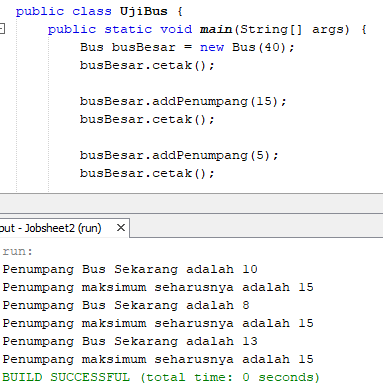 public class UjiBus {
public static void main(String[] args) {
Bus busBesar = new Bus(40);
busBesar.cetak();
busBesar.addPenumpang(15);
busBesar.cetak();
busBesar.addPenumpang(5);
busBesar.cetak();
out - Jobsheet2 (run) ×
run:
Penumpang Bus Sekarang adalah 10
Penumpang maksimum seharusnya adalah 15
Penumpang Bus Sekarang adalah 8
Penumpang maksimum seharusnya adalah 15
Penumpang Bus Sekarang adalah 13
Penumpang maksimum seharusnya adalah 15
BUILD SUCCESSFUL (total time: 0 seconds)